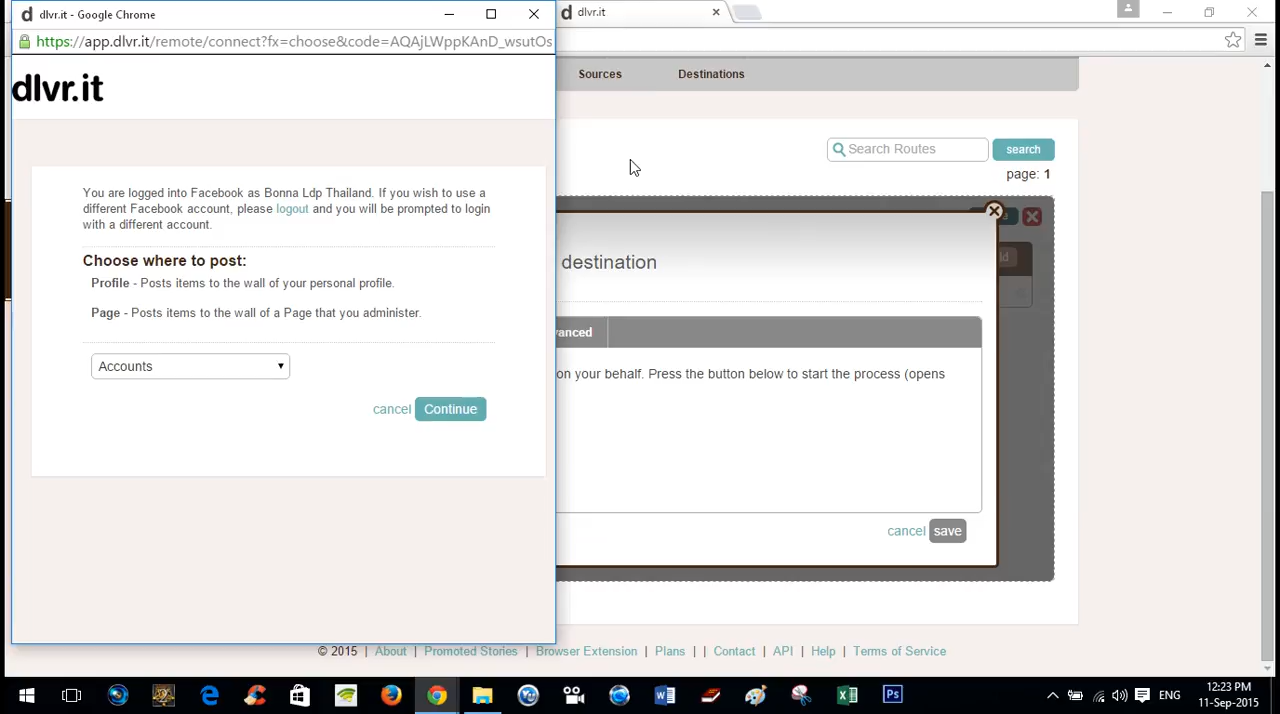 dlvr.it - Google Chrome
https://app.dlvr.it/remote/connect?fx=choose&code=AQAjLWppKAnD_wsutOs
dlvr.it
You are logged into Facebook as Bonna Ldp Thailand. If you wish to use a
different Facebook account, please logout and you will be prompted to login
with a different account.
Choose where to post:
Profile - Posts items to the wall of your personal profile.
Page - Posts items to the wall of a Page that you administer.
Accounts
cancel Continue
dlvr.it
Sources Destinations
Search Routes search
page: 1
destination
vanced
on your behalf. Press the button below to start the process (opens
cancel save
© 2015 | About | Promoted Stories | Browser Extension | Plans | | Contact | API | Help | Terms of Service
ENG
12:23 PM
11-Sep-2015
W
X
Ps